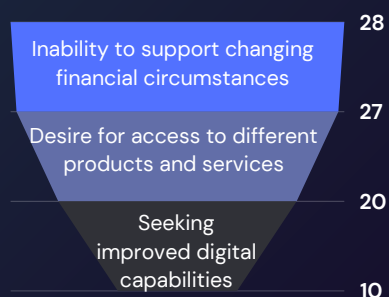 28
Inability to support changing
financial circumstances
27
Desire for access to different
products and services
20
Seeking
improved digital
capabilities
10